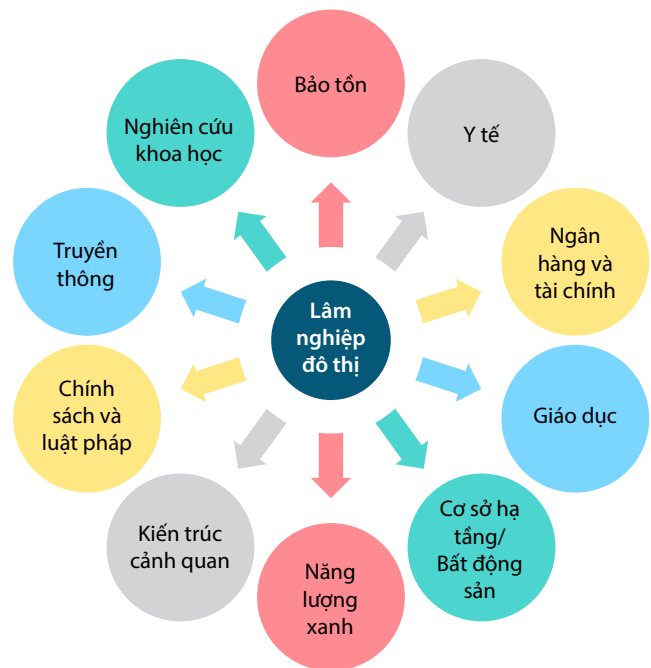 Bảo tồn
Y tế
Ngân
hàng và
tài chính
Giáo dục
Cơ sở hạ
tầng/
Bất động
sản
Năng
lượng
xanh
Kiến trúc
cảnh quan
Chính
sách và
luật pháp
Truyền
thông
Nghiên cứu
khoa học
Lâm
nghiệp
đô thị